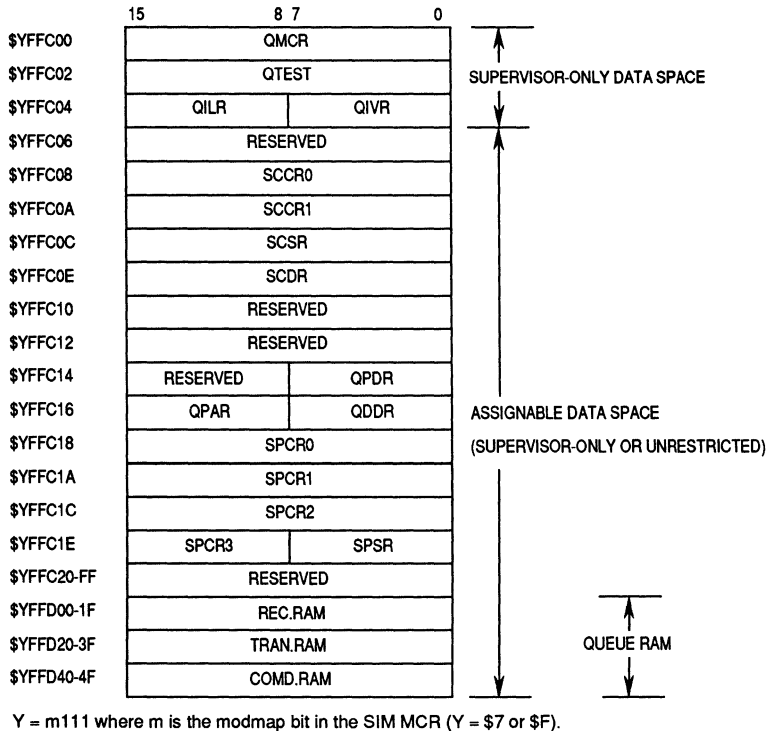 15 8 7 0
$YFFC00 QMCR
$YFFC02 QTEST SUPERVISOR-ONLY DATA SPACE
$YFFC04 QILR QIVR
$YFFC06 RESERVED
$YFFC08 SCCR0
$YFFC0A SCCR1
$YFFC0C SCSR
$YFFC0E SCDR
$YFFC10 RESERVED
$YFFC12 RESERVED
$YFFC14 RESERVED QPDR
$YFFC16 QPAR QDDR ASSIGNABLE DATA SPACE
$YFFC18 SPCR0 (SUPERVISOR-ONLY OR UNRESTRICTED)
$YFFC1A SPCR1
$YFFC1C SPCR2
$YFFC1E SPCR3 SPSR
$YFFC20-FF RESERVED
$YFFD00-1F REC.RAM
$YFFD20-3F TRAN.RAM QUEUE RAM
$YFFD40-4F COMD.RAM
Y = m111 where m is the modmap bit in the SIM MCR (Y = $7 or $F).